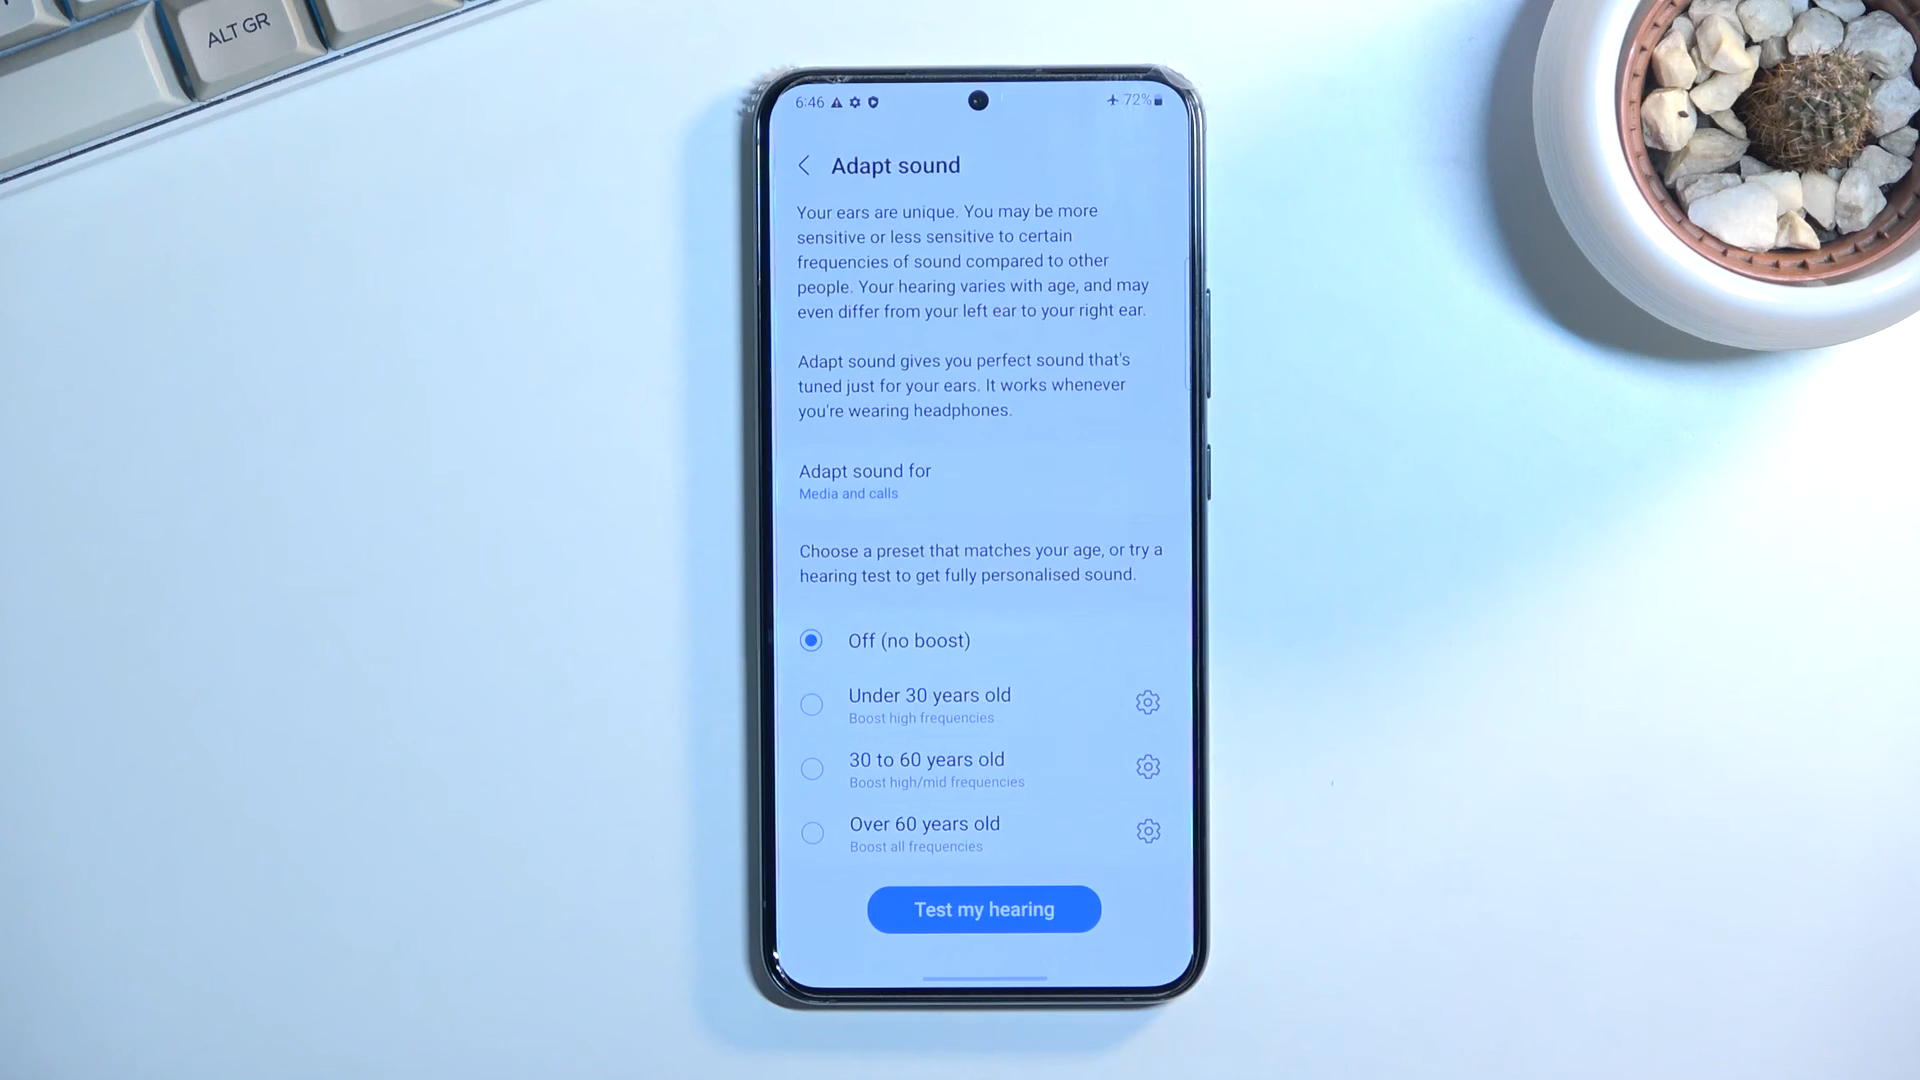 ALT GR
6:46
72%
Adapt sound
Your ears are unique. You may be more
sensitive or less sensitive to certain
frequencies of sound compared to other
people. Your hearing varies with age, and may
even differ from your left ear to your right ear.
Adapt sound gives you perfect sound that's
tuned just for your ears. It works whenever
you're wearing headphones.
Adapt sound for
Media and calls
Choose a preset that matches your age, or try a
hearing test to get fully personalised sound.
Off (no boost)
Under 30 years old
Boost high frequencies
30 to 60 years old
Boost high/mid frequencies
Over 60 years old
Boost all frequencies
Test my hearing